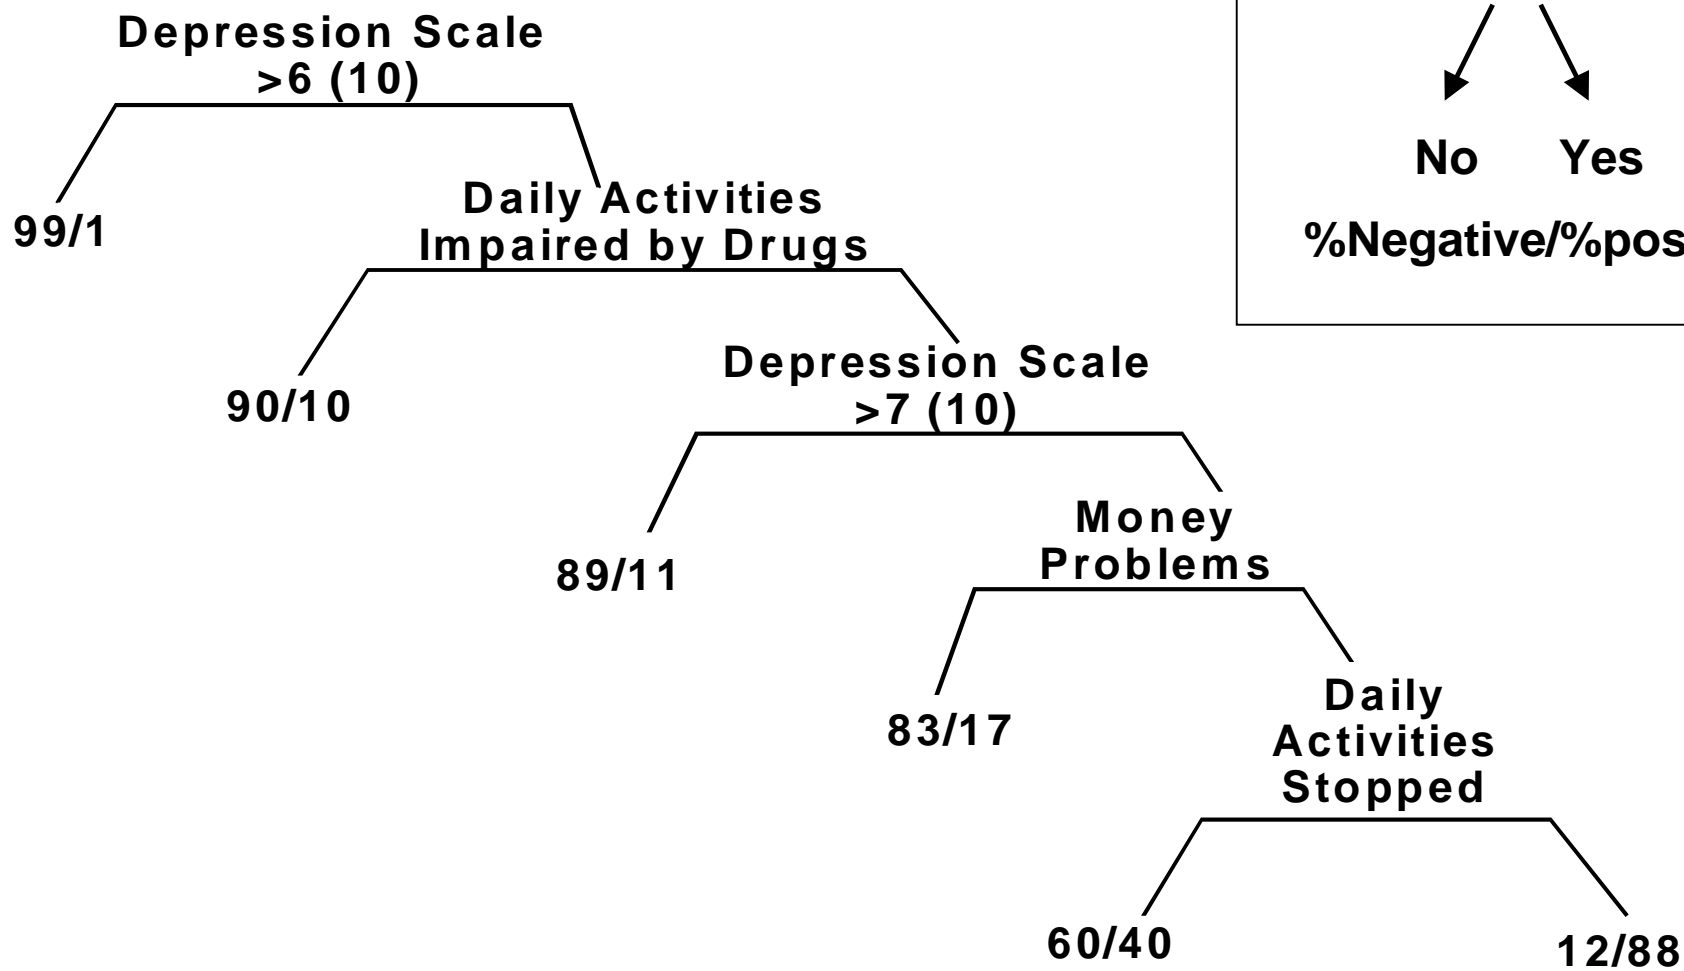 Depression Scale
>6 (10)
No Yes
Daily Activities
Impaired by Drugs
99/1
%Negative/%pos
Depression Scale
>7 (10)
90/10
Money
Problems
89/11
Daily
Activities
Stopped
83/17
60/40
12/88